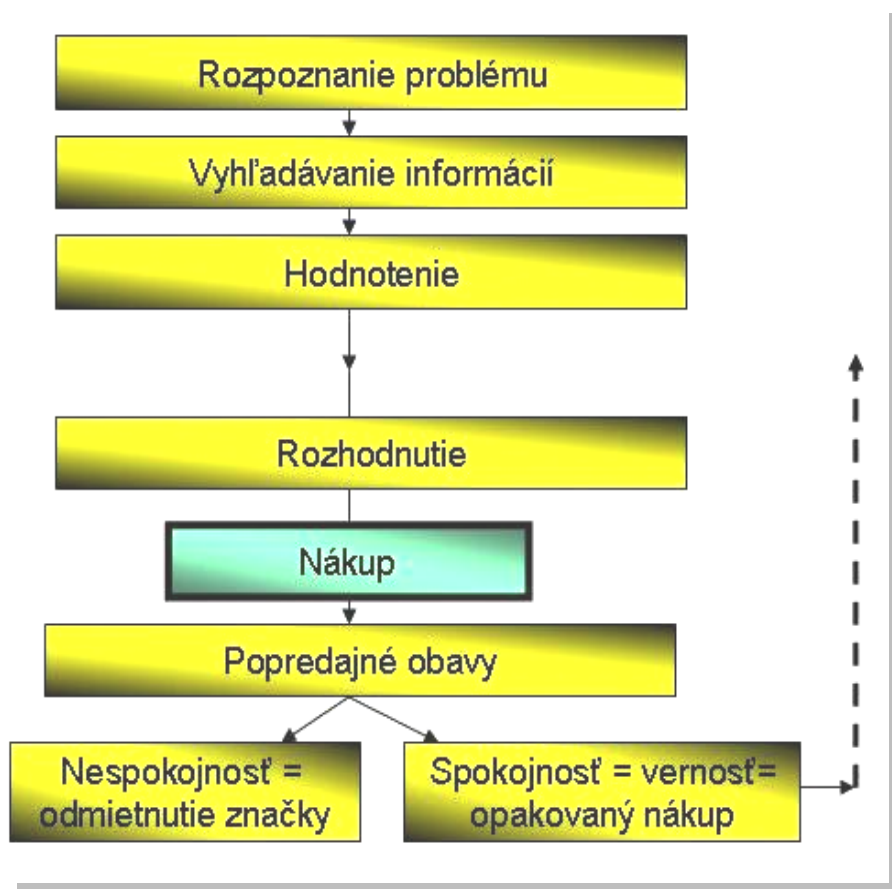 Rozpoznanie problému
Vyhľadávanie informácií
Hodnotenie
Rozhodnutie
Nákup
Popredajné obavy
Nespokojnosť =
odmietnutie značky
Spokojnosť = vernosť=
opakovaný nákup